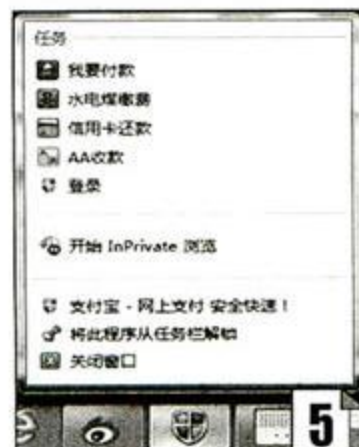 任务
我要付款
水电煤缴费
信用卡还款
AA收款
登录
开始 InPrivate 浏览
支付宝 - 网上支付 安全快速！
将此程序从任务栏解锁
关闭窗口
5